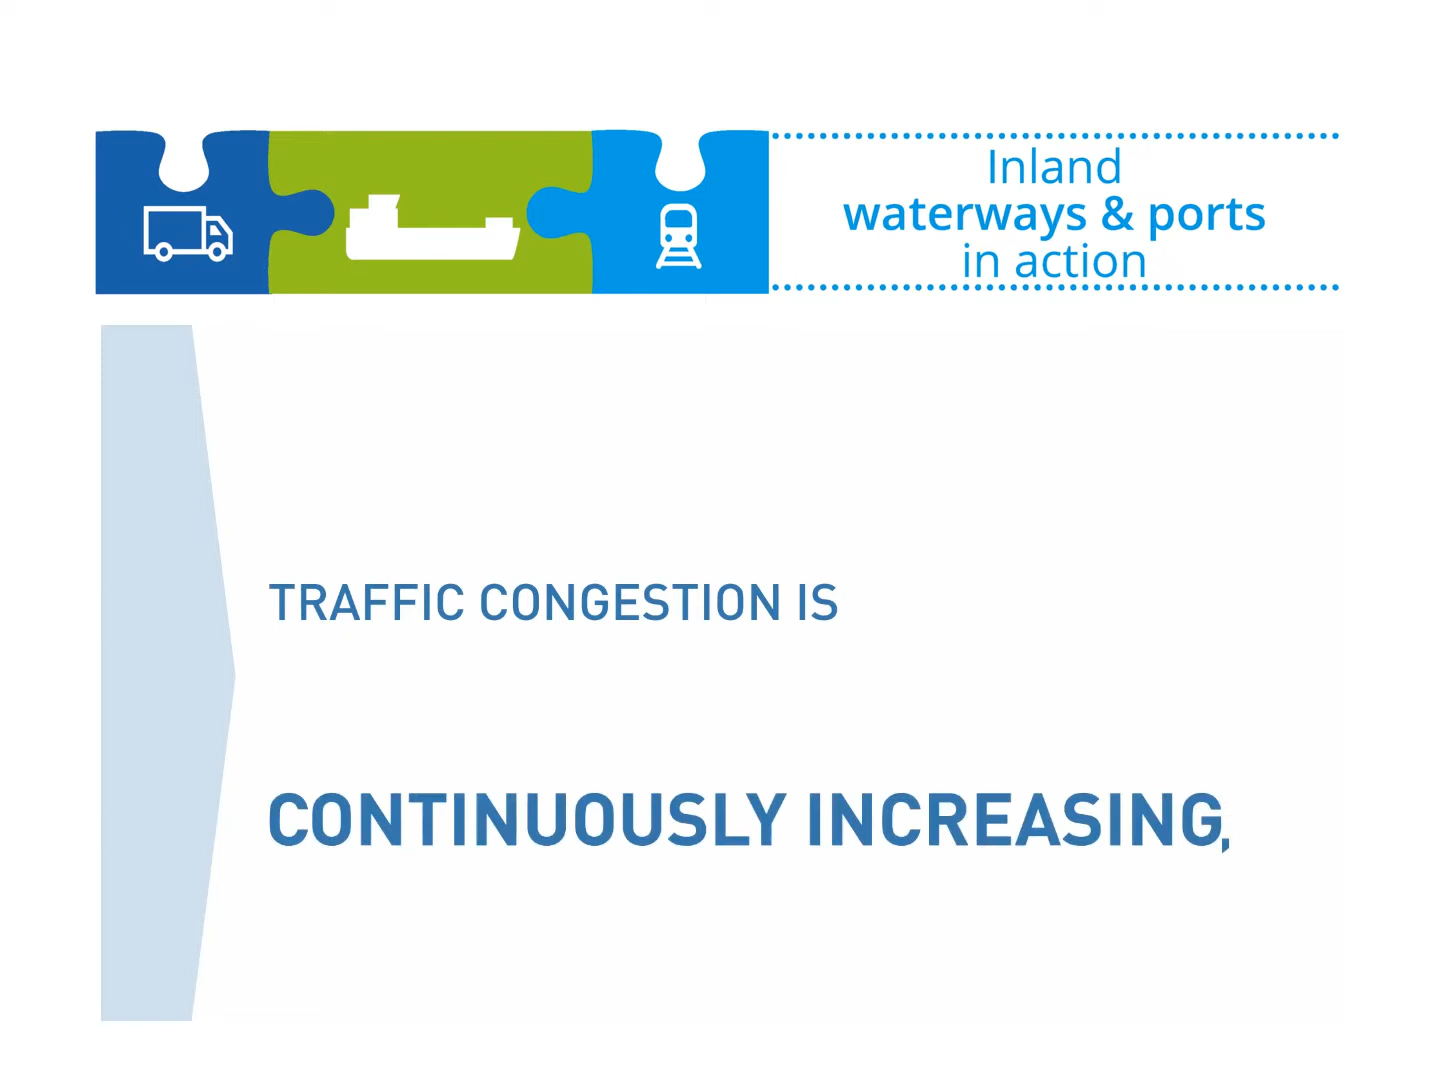 Inland
waterways & ports
in action
TRAFFIC CONGESTION IS
CONTINUOUSLY INCREASING,